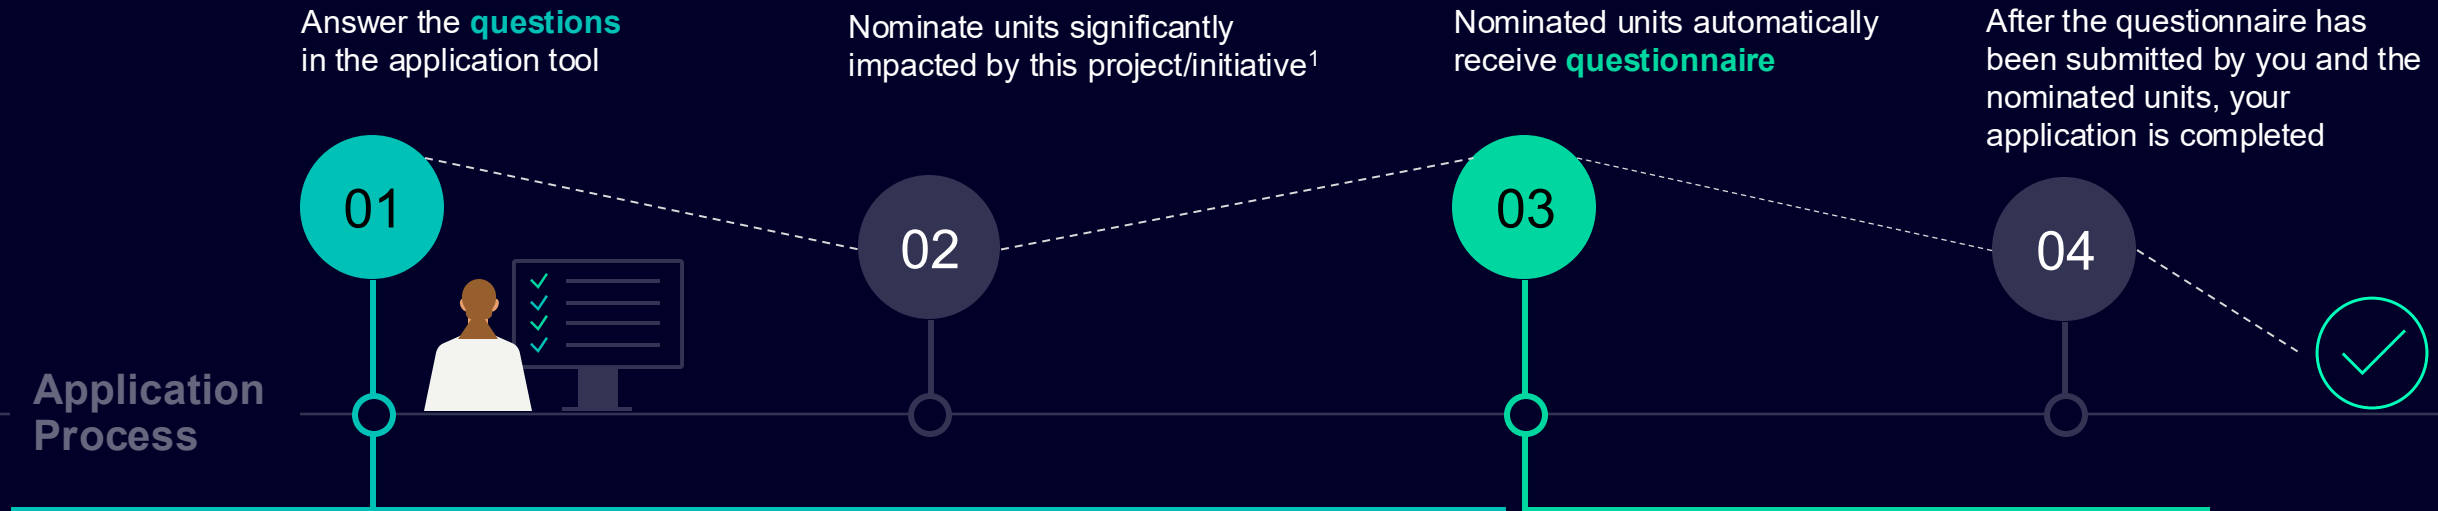 Answer the questions
in the application tool
01
Nominate units significantly
impacted by this project/initiative¹
02
Nominated units automatically
receive questionnaire
03
After the questionnaire has
been submitted by you and the
nominated units, your
application is completed
04
Application
Process